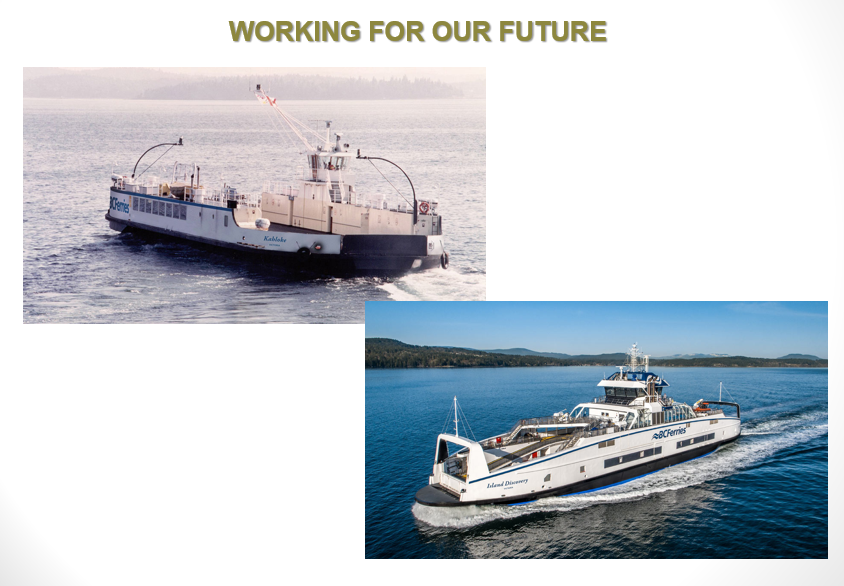 WORKING FOR OUR FUTURE
BCFerries
Kahloke
BCFerries
Island Discovery